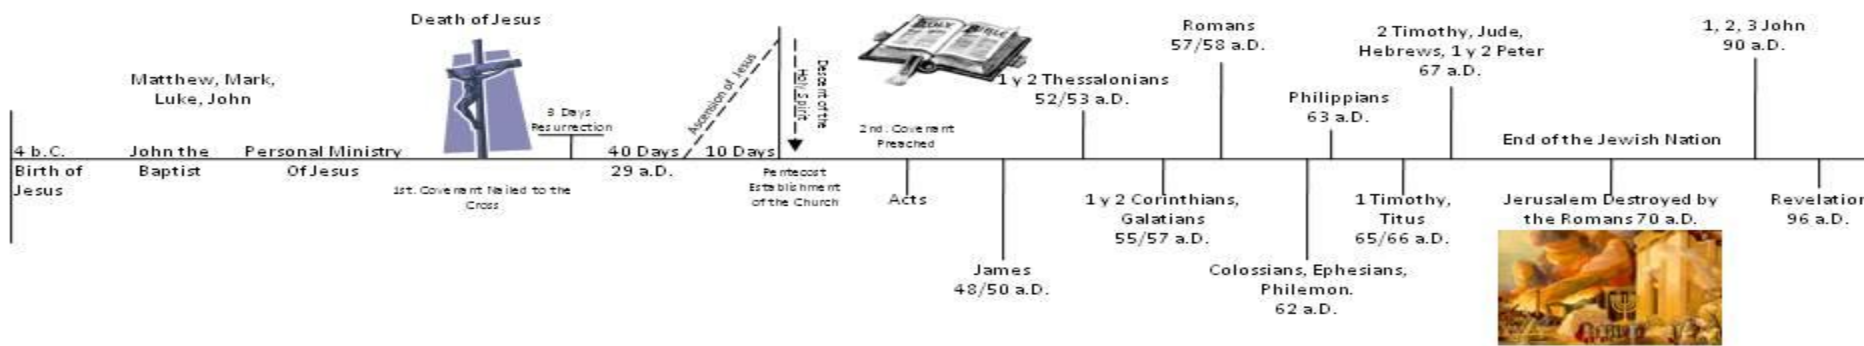 Death of Jesus
Matthew, Mark,
Luke, John
4 b.C.
Birth of
Jesus
John the
Baptist
Personal Ministry
Of Jesus
1st. Covenant Nailed to the
Cross
3 Days
Resurrection
40 Days
29 a.D.
Ascension of Jesus
10 Days
Descent of the
Holy Spirit
Pentecost
Establishment
of the Church
HOLY BIBLE
2nd. Covenant
Preached
Acts
James
48/50 a.D.
1 y 2 Thessalonians
52/53 a.D.
1 y 2 Corinthians,
Galatians
55/57 a.D.
Romans
57/58 a.D.
Colossians, Ephesians,
Philemon.
62 a.D.
Philippians
63 a.D.
1 Timothy,
Titus
65/66 a.D.
2 Timothy, Jude,
Hebrews, 1 y 2 Peter
67 a.D.
End of the Jewish Nation
Jerusalem Destroyed by
the Romans 70 a.D.
1, 2, 3 John
90 a.D.
Revelation
96 a.D.